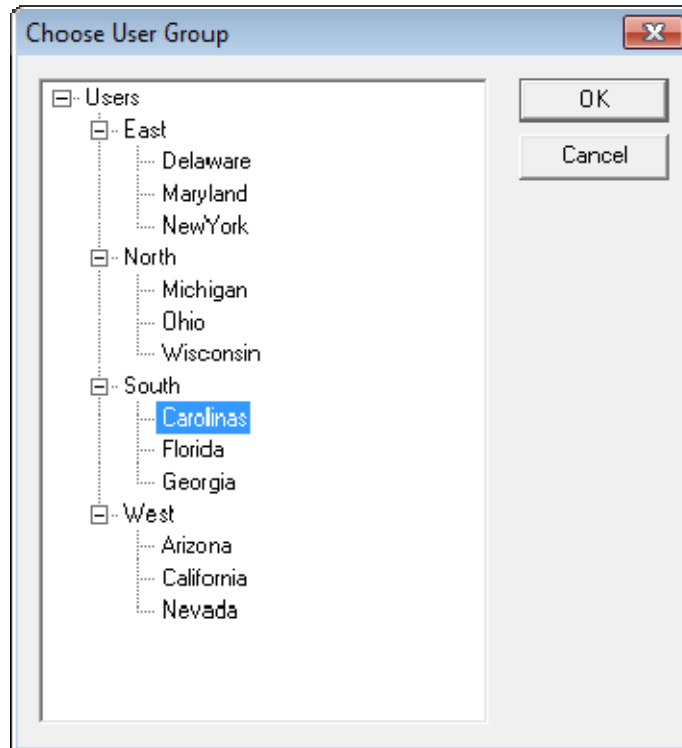 Choose User Group
Users
East
Delaware
Maryland
NewYork
North
Michigan
Ohio
Wisconsin
South
Carolinas
Florida
Georgia
West
Arizona
California
Nevada
OK
Cancel